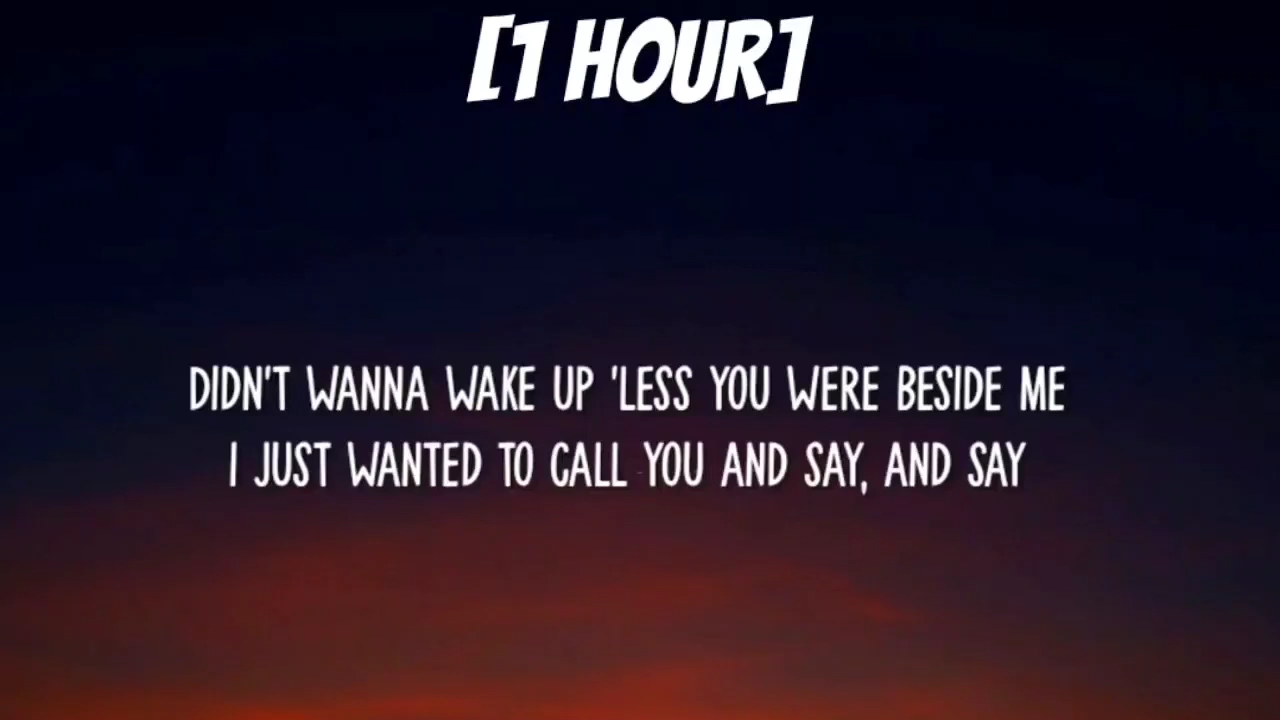 [1 HOUR]
DIDN'T WANNA WAKE UP 'LESS YOU WERE BESIDE ME
I JUST WANTED TO CALL YOU AND SAY, AND SAY